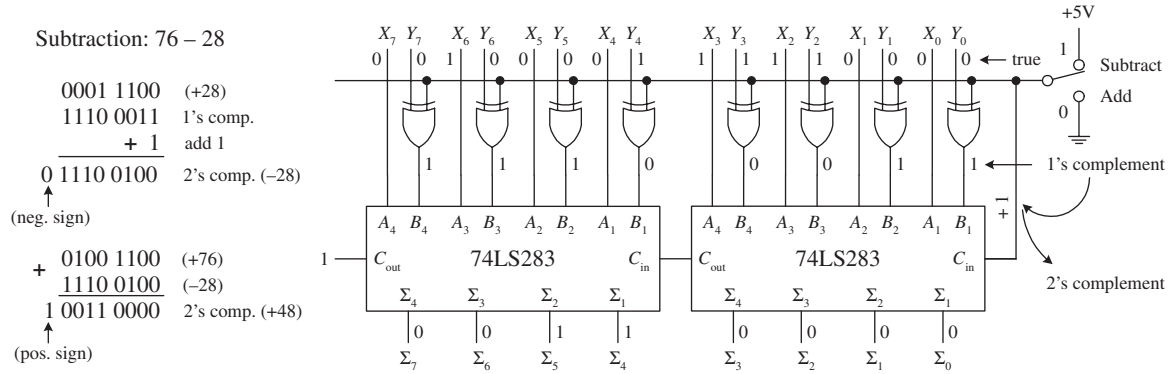 Subtraction: 76 – 28
0001 1100 (+28)
1110 0011 1's comp.
+ 1 add 1
0 1110 0100 2's comp. (–28)
(neg. sign)
+ 0100 1100 (+76)
1110 0100 (–28)
1 0011 0000 2's comp. (+48)
(pos. sign)
X7 Y7 X6 Y6 X5 Y5 X4 Y4 X3 Y3 X2 Y2 X1 Y1 X0 Y0
0 0 1 0 0 0 0 1 1 1 1 1 0 0 0 0 true
+5V
1
Subtract
Add
0
1 1 1 0 0 0 1 1 1's complement
+ 1
A4 B4 A3 B3 A2 B2 A1 B1 A4 B4 A3 B3 A2 B2 A1 B1
1 Cout 74LS283 Cin Cout 74LS283 Cin
2's complement
Σ4 Σ3 Σ2 Σ1 Σ4 Σ3 Σ2 Σ1
0 0 1 1 0 0 0 0
Σ7 Σ6 Σ5 Σ4 Σ3 Σ2 Σ1 Σ0